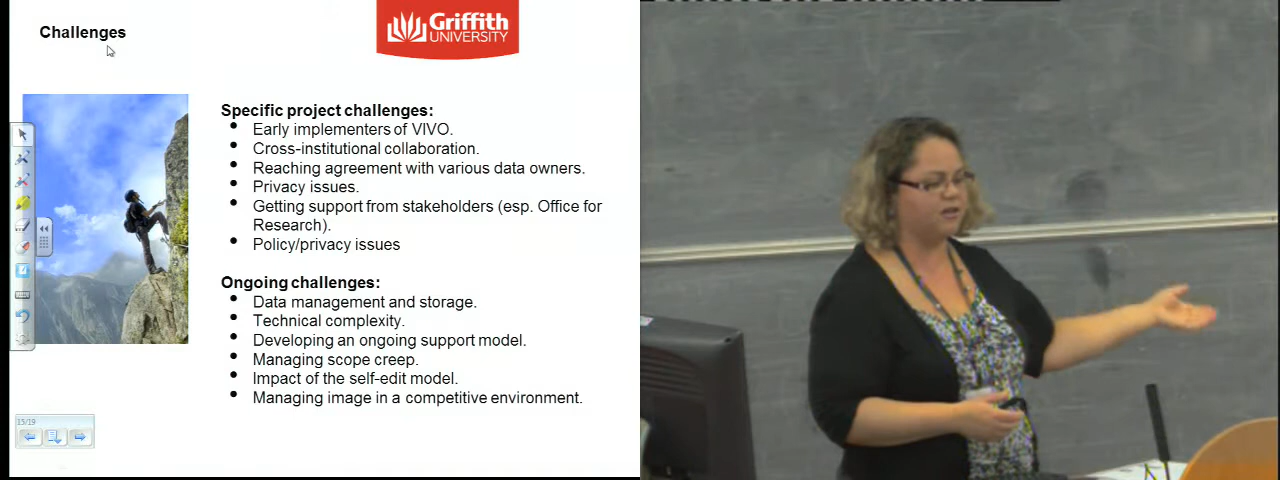 Challenges
Griffith
UNIVERSITY
Specific project challenges:
• Early implementers of VIVO.
• Cross-institutional collaboration.
• Reaching agreement with various data owners.
• Privacy issues.
• Getting support from stakeholders (esp. Office for
Research).
• Policy/privacy issues
Ongoing challenges:
• Data management and storage.
• Technical complexity.
• Developing an ongoing support model.
• Managing scope creep.
• Impact of the self-edit model.
• Managing image in a competitive environment.
15/19